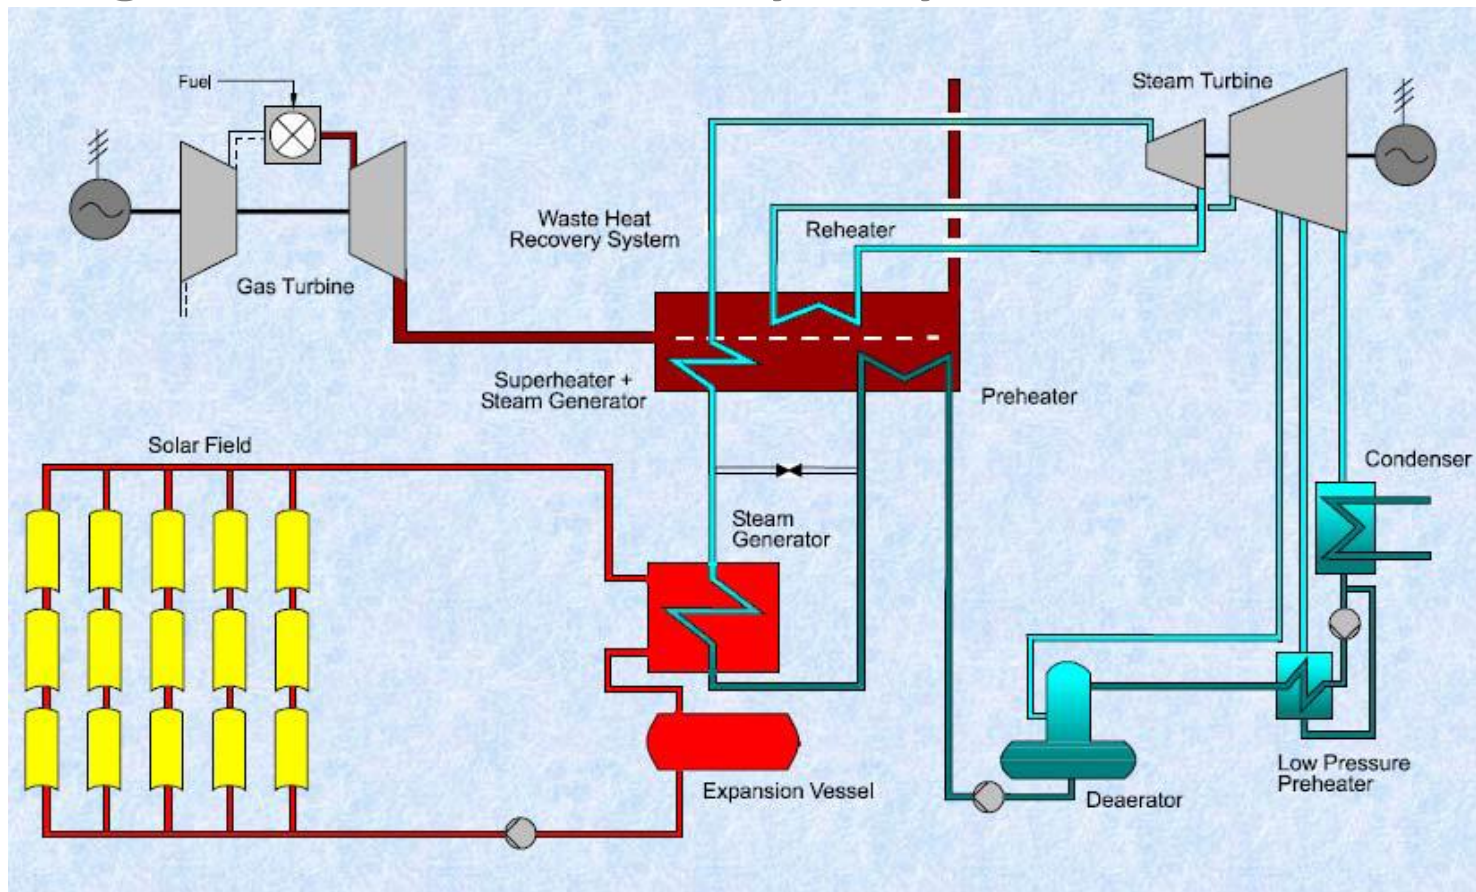 Fuel
Steam Turbine
Waste Heat
Recovery System
Reheater
Gas Turbine
Superheater +
Steam Generator
Preheater
Solar Field
Condenser
Steam
Generator
Expansion Vessel
Deaerator
Low Pressure
Preheater